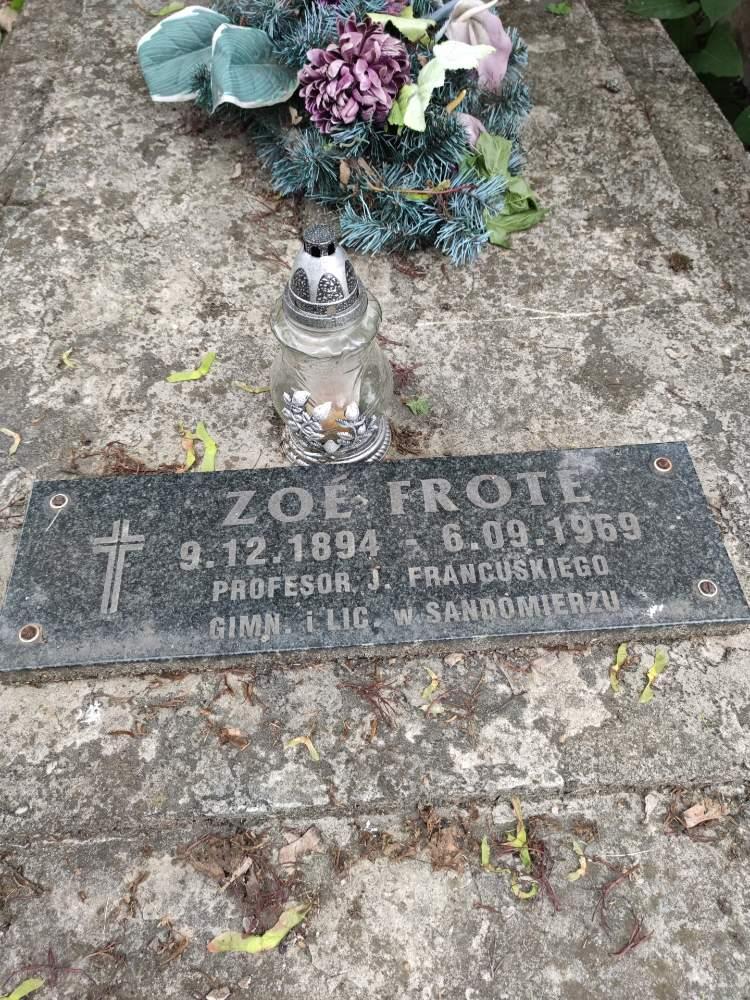 ZOÉ FROTÉ
9.12.1894 - 6.09.1969
PROFESOR J. FRANCUSKIEGO
GIMN. i LIC. w SANDOMIERZU